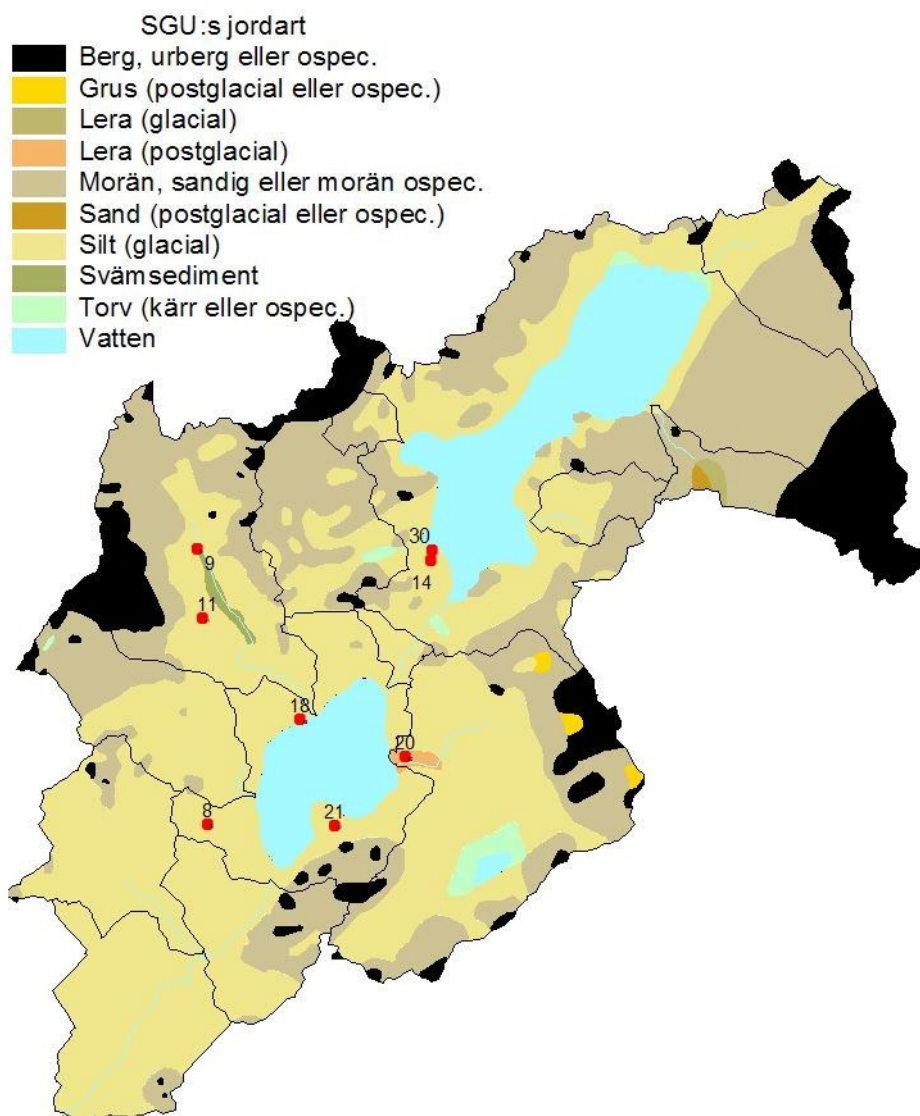 SGU:s jordart
Berg, urberg eller ospec.
Grus (postglacial eller ospec.)
Lera (glacial)
Lera (postglacial)
Morän, sandig eller morän ospec.
Sand (postglacial eller ospec.)
Silt (glacial)
Svämsediment
Torv (kärr eller ospec.)
Vatten
30
9
14
11
18
20
8
21